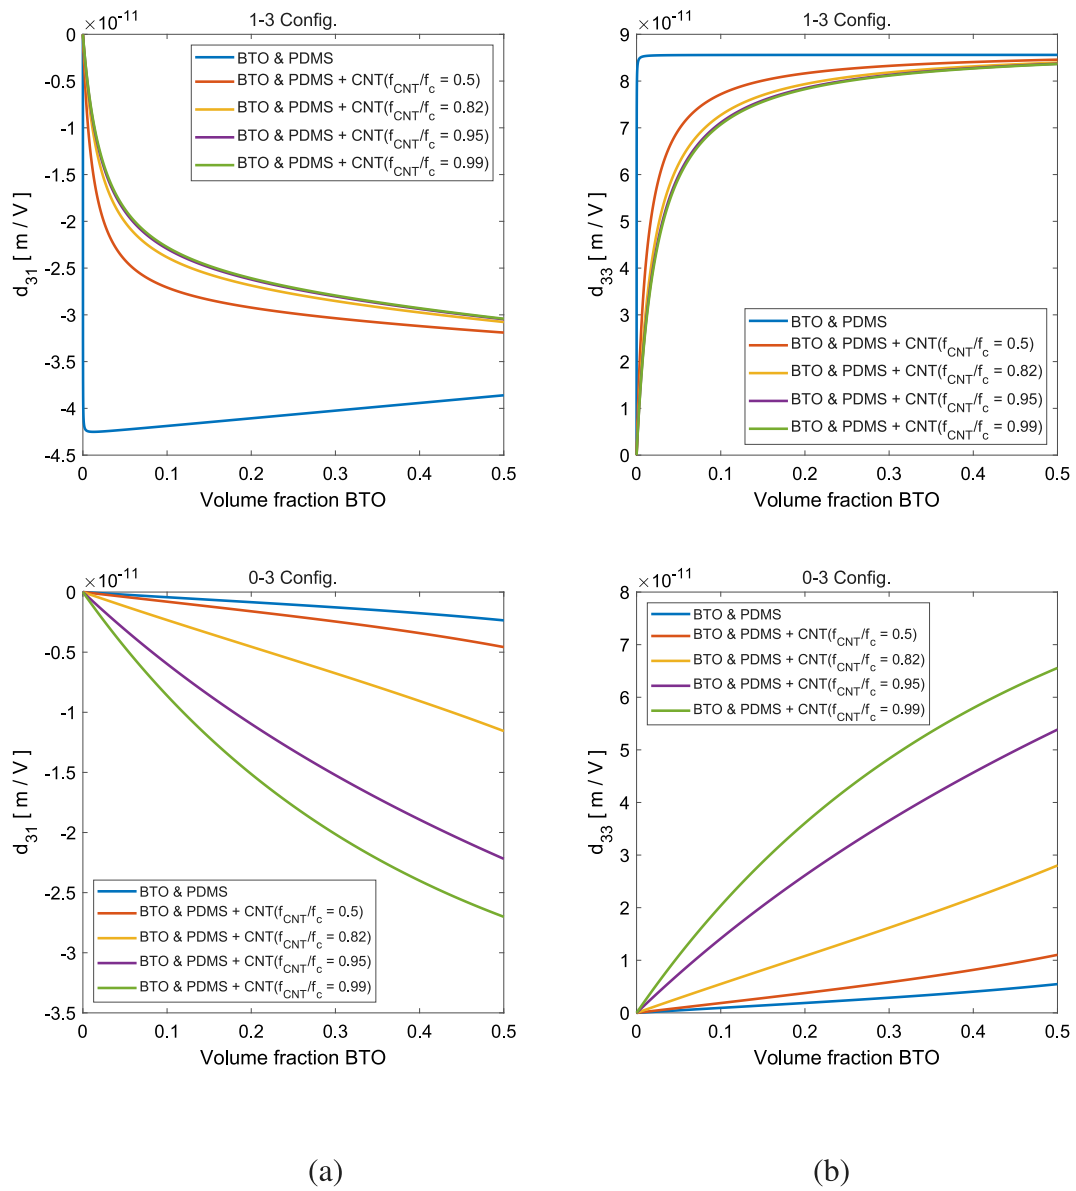 ×10⁻¹¹
1-3 Config.
0
-0.5
-1
-1.5
-2
-2.5
-3
-3.5
-4
-4.5
d₃₁ [ m / V ]
BTO & PDMS
BTO & PDMS + CNT(f_CNT/f_c = 0.5)
BTO & PDMS + CNT(f_CNT/f_c = 0.82)
BTO & PDMS + CNT(f_CNT/f_c = 0.95)
BTO & PDMS + CNT(f_CNT/f_c = 0.99)
0 0.1 0.2 0.3 0.4 0.5
Volume fraction BTO
×10⁻¹¹
1-3 Config.
9
8
7
6
5
4
3
2
1
0
d₃₃ [ m / V ]
BTO & PDMS
BTO & PDMS + CNT(f_CNT/f_c = 0.5)
BTO & PDMS + CNT(f_CNT/f_c = 0.82)
BTO & PDMS + CNT(f_CNT/f_c = 0.95)
BTO & PDMS + CNT(f_CNT/f_c = 0.99)
0 0.1 0.2 0.3 0.4 0.5
Volume fraction BTO
×10⁻¹¹
0-3 Config.
0
-0.5
-1
-1.5
-2
-2.5
-3
-3.5
d₃₁ [ m / V ]
BTO & PDMS
BTO & PDMS + CNT(f_CNT/f_c = 0.5)
BTO & PDMS + CNT(f_CNT/f_c = 0.82)
BTO & PDMS + CNT(f_CNT/f_c = 0.95)
BTO & PDMS + CNT(f_CNT/f_c = 0.99)
0 0.1 0.2 0.3 0.4 0.5
Volume fraction BTO
×10⁻¹¹
0-3 Config.
8
7
6
5
4
3
2
1
0
d₃₃ [ m / V ]
BTO & PDMS
BTO & PDMS + CNT(f_CNT/f_c = 0.5)
BTO & PDMS + CNT(f_CNT/f_c = 0.82)
BTO & PDMS + CNT(f_CNT/f_c = 0.95)
BTO & PDMS + CNT(f_CNT/f_c = 0.99)
0 0.1 0.2 0.3 0.4 0.5
Volume fraction BTO
(a)
(b)